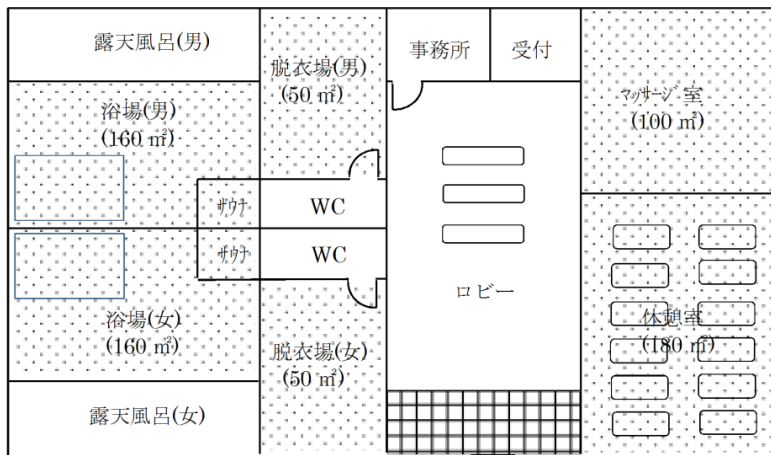 露天風呂(男)
脱衣場(男)
(50 ㎡)
事務所
受付
マッサージ室
(100 ㎡)
浴場(男)
(160 ㎡)
サウナ
WC
サウナ
WC
ロビー
浴場(女)
(160 ㎡)
脱衣場(女)
(50 ㎡)
休憩室
(180 ㎡)
露天風呂(女)